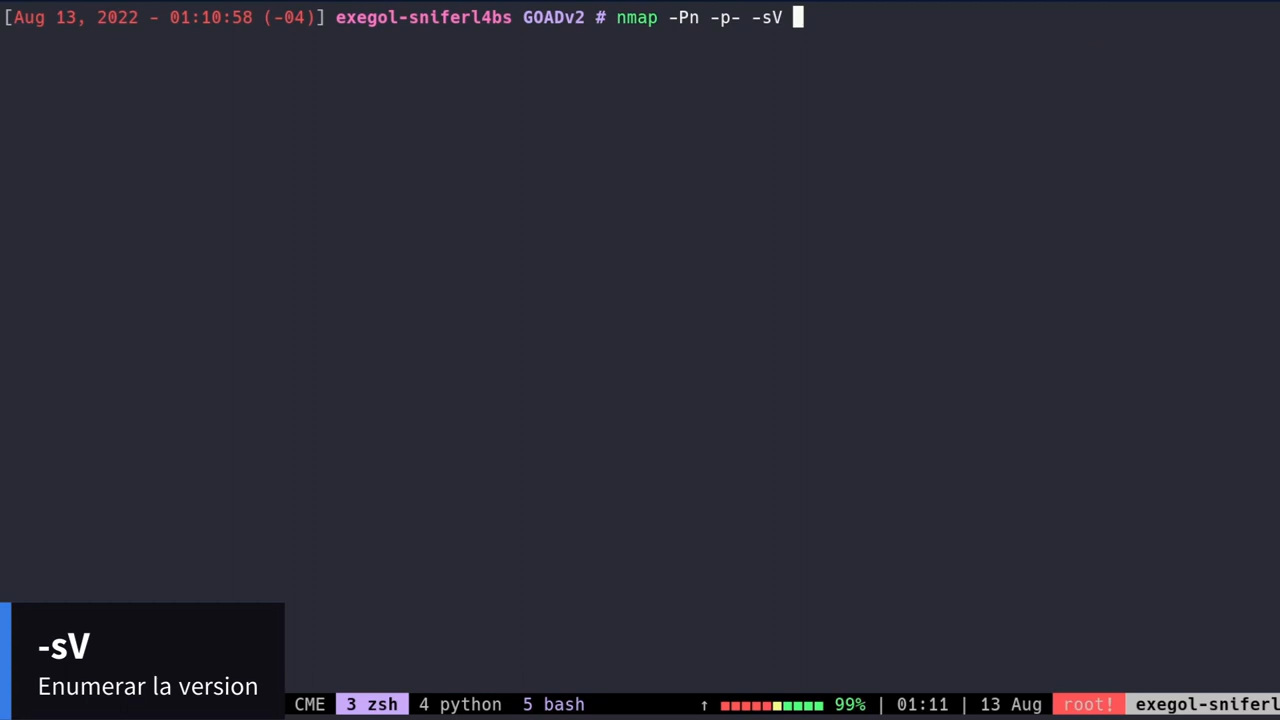 [Aug 13, 2022 - 01:10:58 (-04)] exegol-sniferl4bs GOADv2 # nmap -Pn -p- -sV
-sV
Enumerar la version
CME 3 zsh 4 python 5 bash ↑ 99% | 01:11 | 13 Aug root! exegol-sniferl